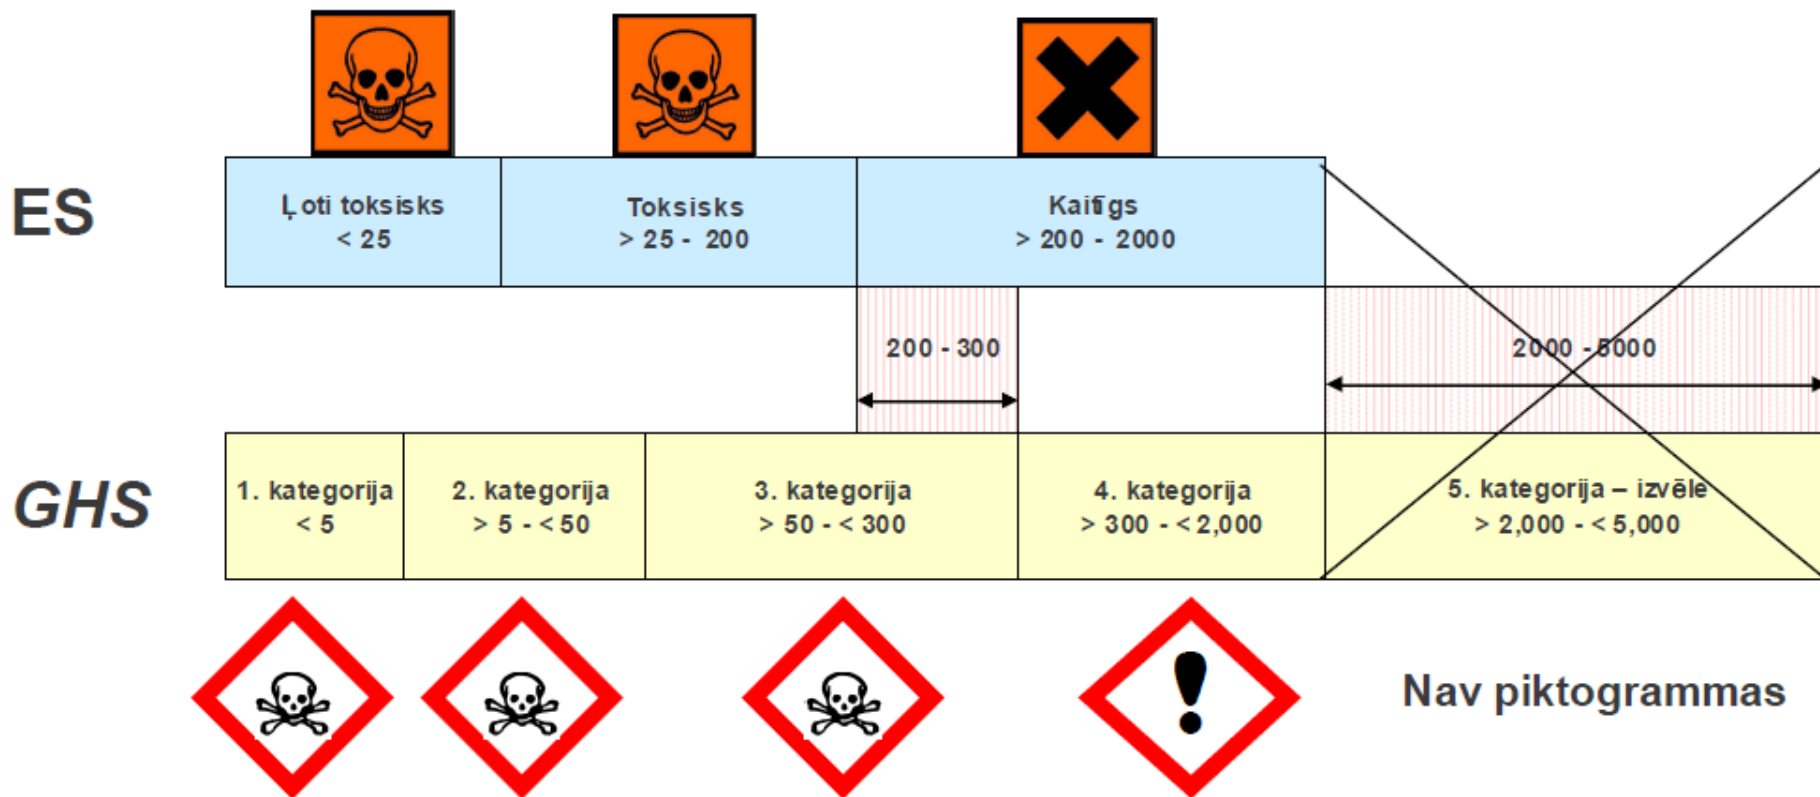 ES
Ļoti toksisks
< 25
Toksisks
> 25 - 200
Kaitīgs
> 200 - 2000
200 - 300
2000 - 5000
GHS
1. kategorija
< 5
2. kategorija
> 5 - < 50
3. kategorija
> 50 - < 300
4. kategorija
> 300 - < 2,000
5. kategorija – izvēle
> 2,000 - < 5,000
Nav piktogrammas